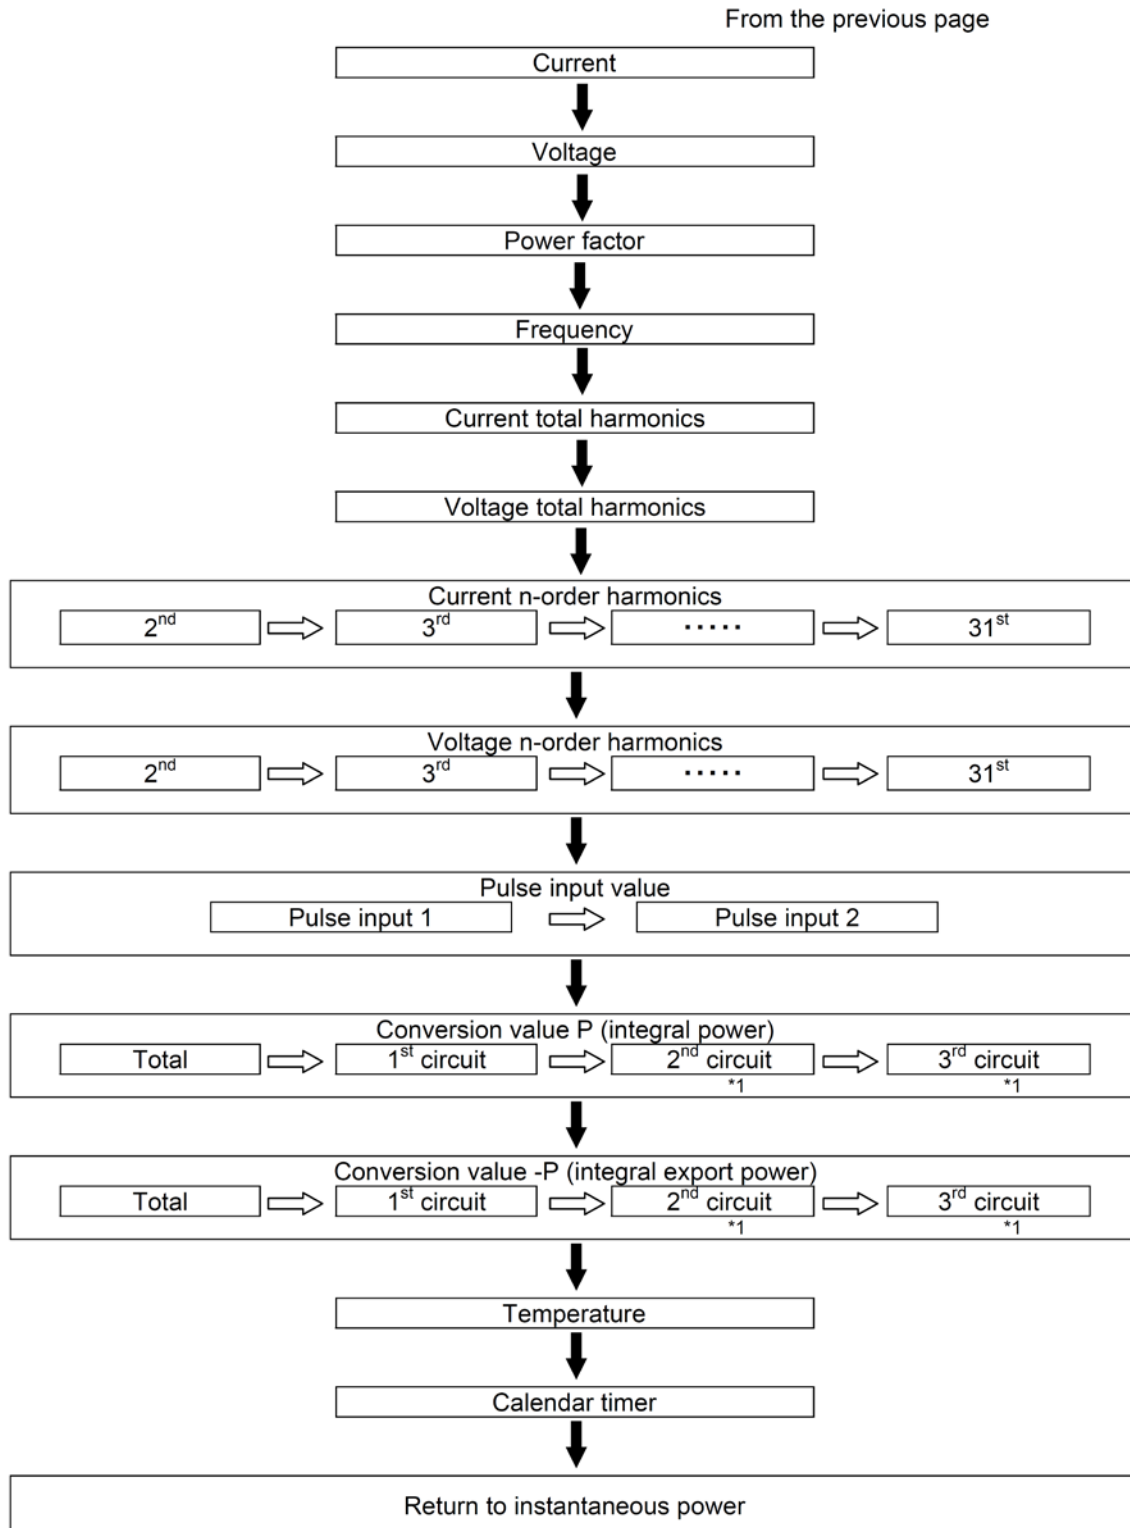 From the previous page
Current
Voltage
Power factor
Frequency
Current total harmonics
Voltage total harmonics
Current n-order harmonics
2nd 3rd ····· 31st
Voltage n-order harmonics
2nd 3rd ····· 31st
Pulse input value
Pulse input 1 Pulse input 2
Conversion value P (integral power)
Total 1st circuit 2nd circuit 3rd circuit
*1 *1
Conversion value -P (integral export power)
Total 1st circuit 2nd circuit 3rd circuit
*1 *1
Temperature
Calendar timer
Return to instantaneous power